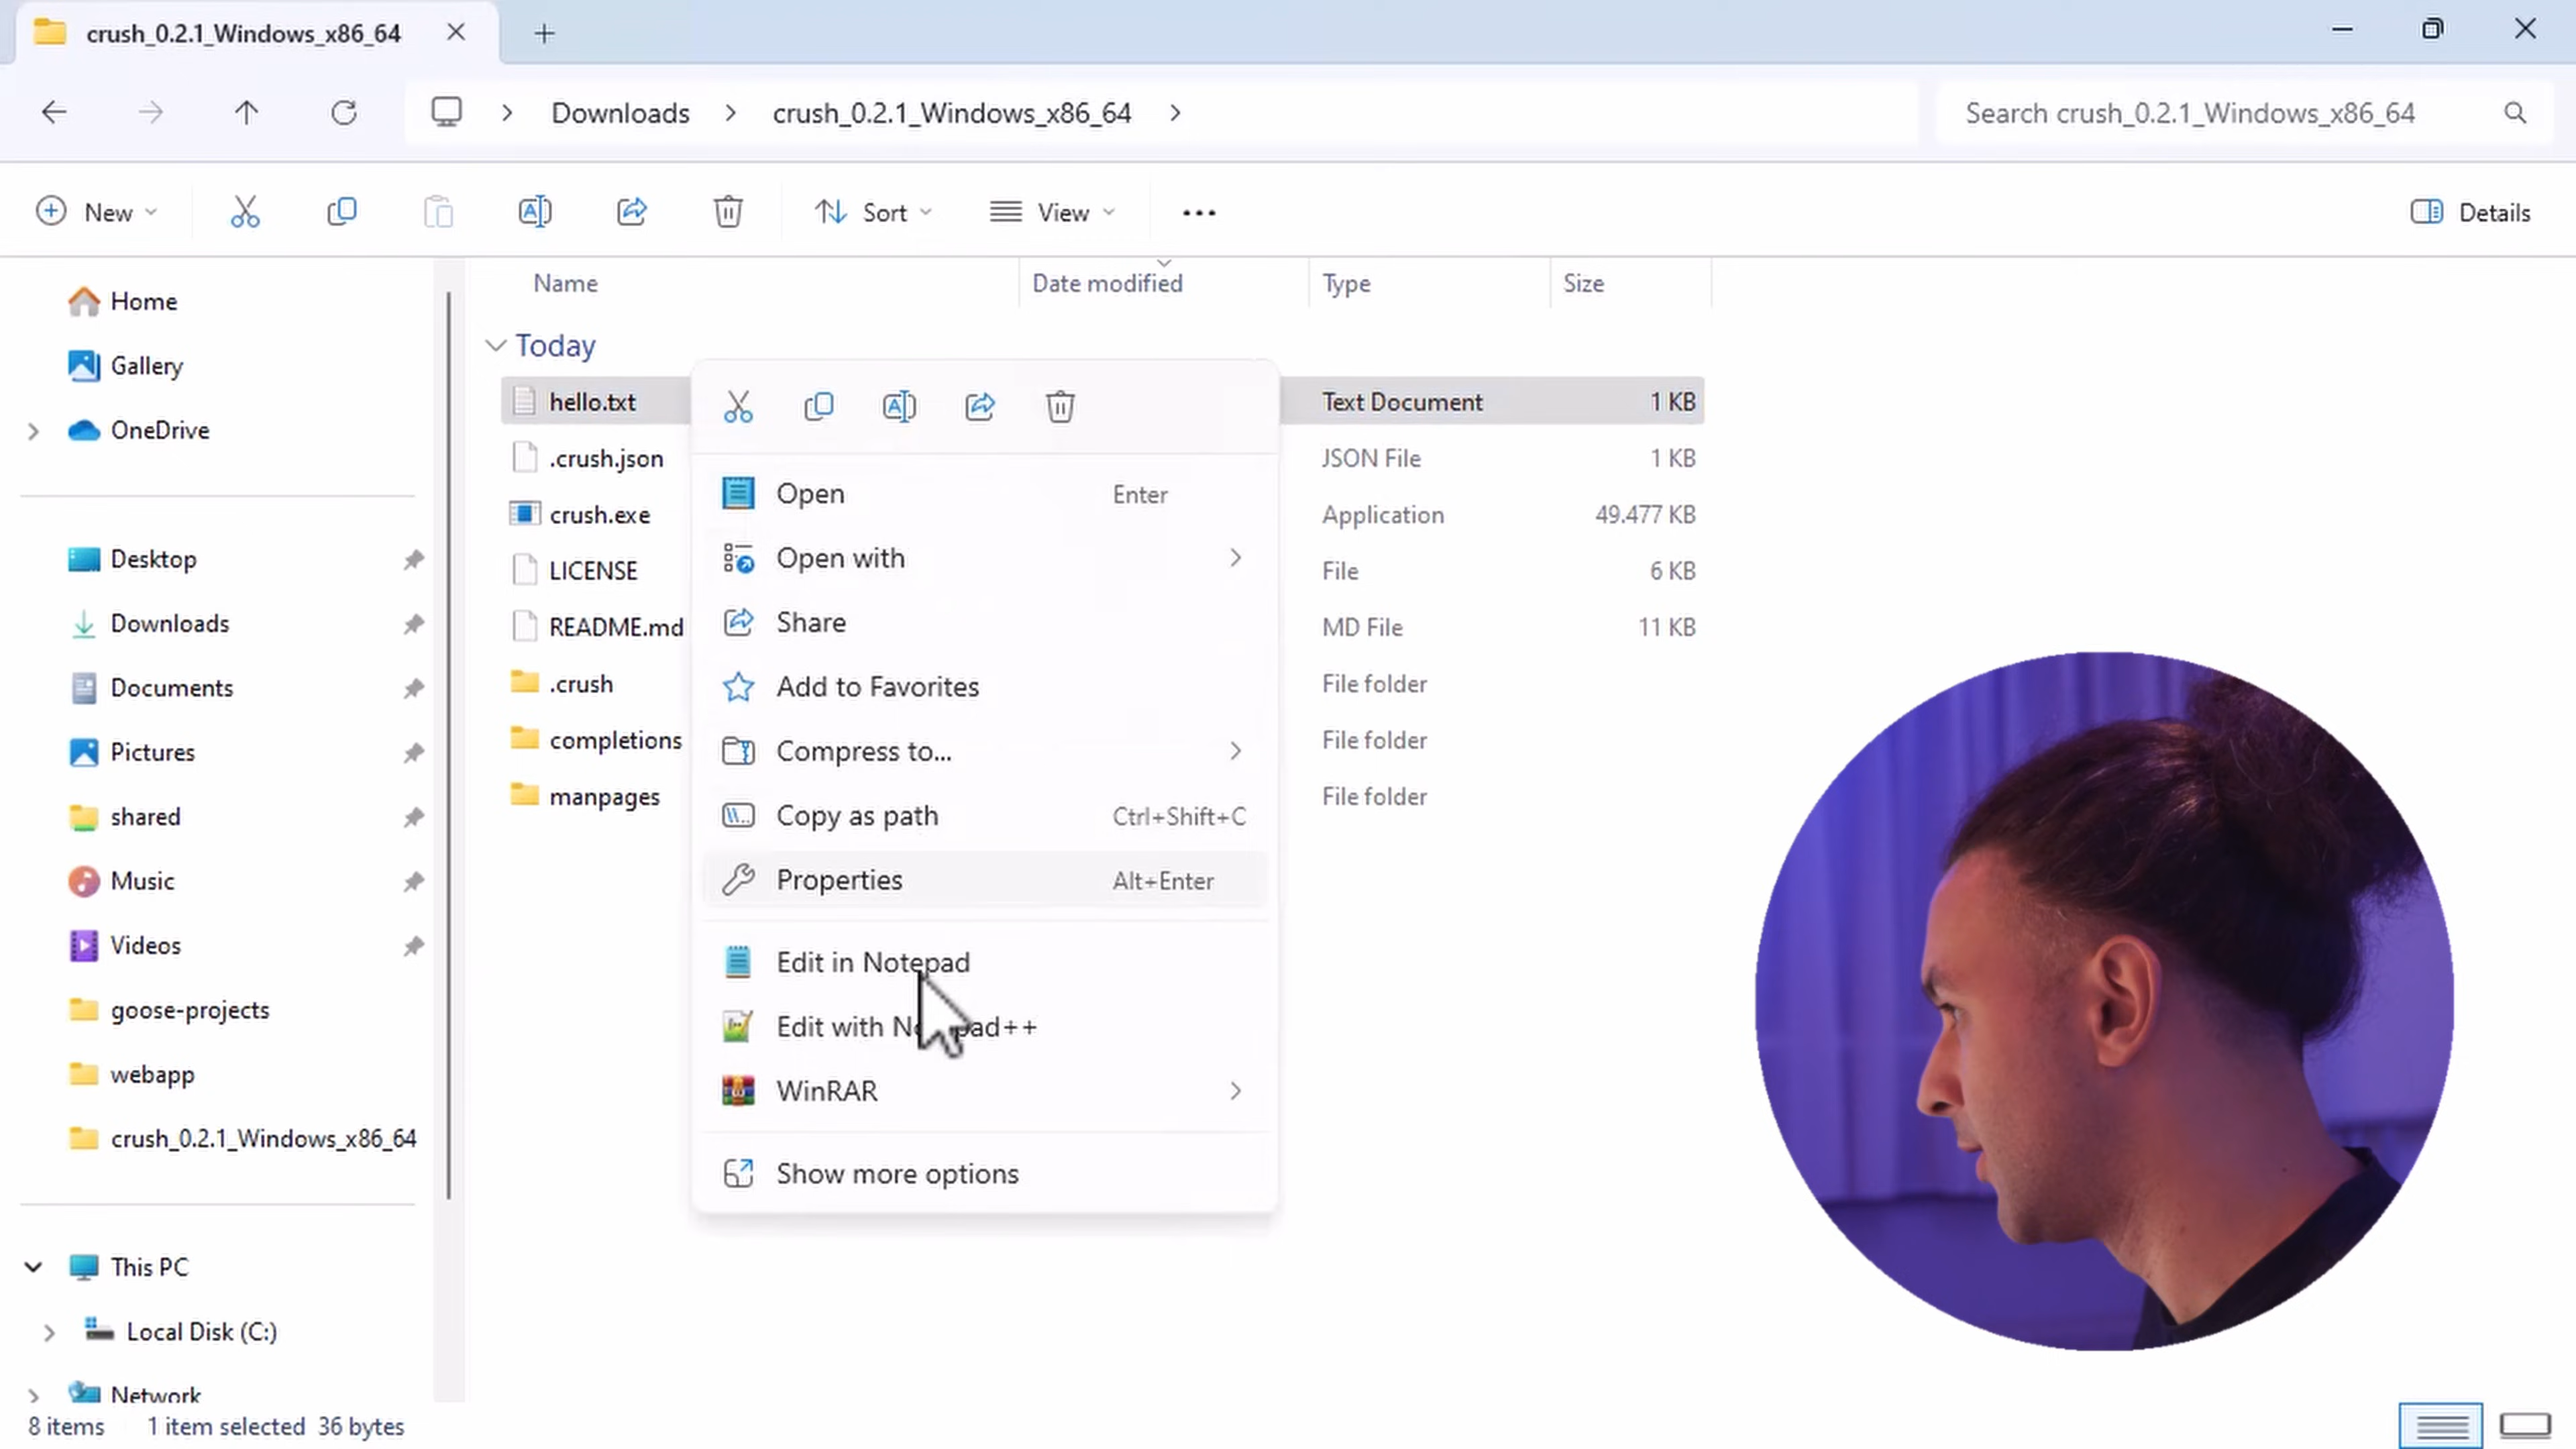 crush_0.2.1_Windows_x86_64
Downloads
crush_0.2.1_Windows_x86_64
Search crush_0.2.1_Windows_x86_64
New
Sort
View
Details
Home
Gallery
OneDrive
Desktop
Downloads
Documents
Pictures
shared
Music
Videos
goose-projects
webapp
crush_0.2.1_Windows_x86_64
This PC
Local Disk (C:)
Network
Name
Date modified
Type
Size
Today
hello.txt
Text Document
1 KB
.crush.json
JSON File
1 KB
crush.exe
Application
49.477 KB
LICENSE
File
6 KB
README.md
MD File
11 KB
.crush
File folder
completions
File folder
manpages
File folder
Open Enter
Open with
Share
Add to Favorites
Compress to...
Copy as path Ctrl+Shift+C
Properties Alt+Enter
Edit in Notepad
Edit with Notepad++
WinRAR
Show more options
8 items 1 item selected 36 bytes